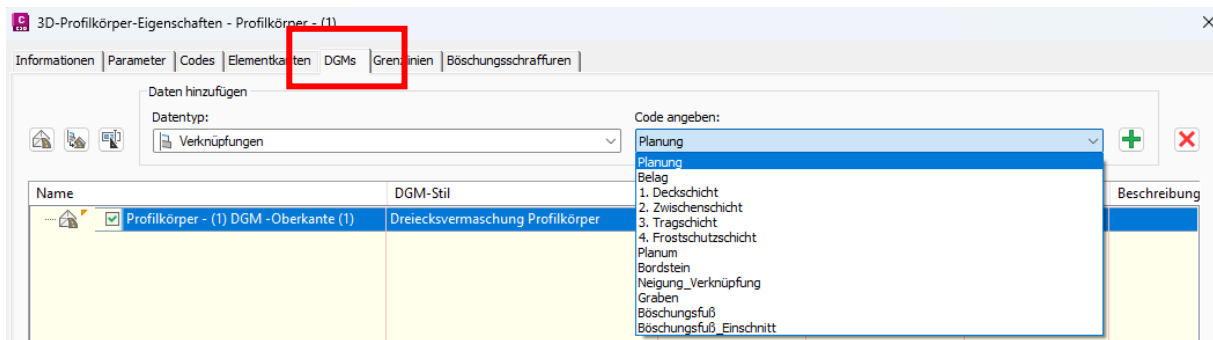 3D-Profilkörper-Eigenschaften - Profilkörper - (1)
Informationen Parameter Codes Elementkanten DGMs Grenzlinien Böschungsschraffuren
Daten hinzufügen
Datentyp: Code angeben:
Verknüpfungen Planung
Planung
Belag
1. Deckschicht
2. Zwischenschicht
3. Tragschicht
4. Frostschutzschicht
Planum
Bordstein
Neigung_Verknüpfung
Graben
Böschungsfuß
Böschungsfuß_Einschnitt
Name DGM-Stil Beschreibung
Profilkörper - (1) DGM -Oberkante (1) Dreiecksvermaschung Profilkörper